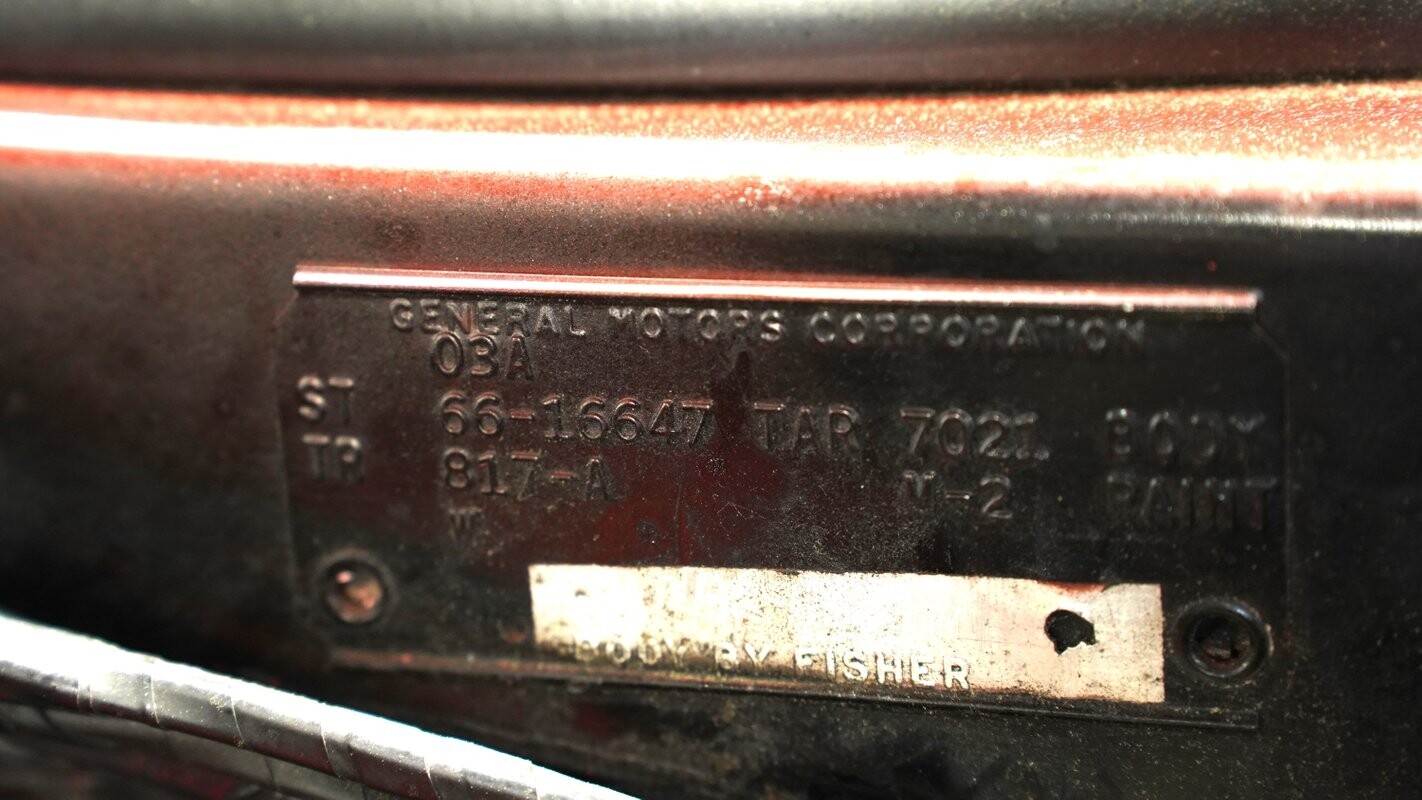 GENERAL MOTORS CORPORATION
03A
ST 66-16647 TAR 7021 BODY
TR 817-A M-2 PAINT
W
BODY BY FISHER